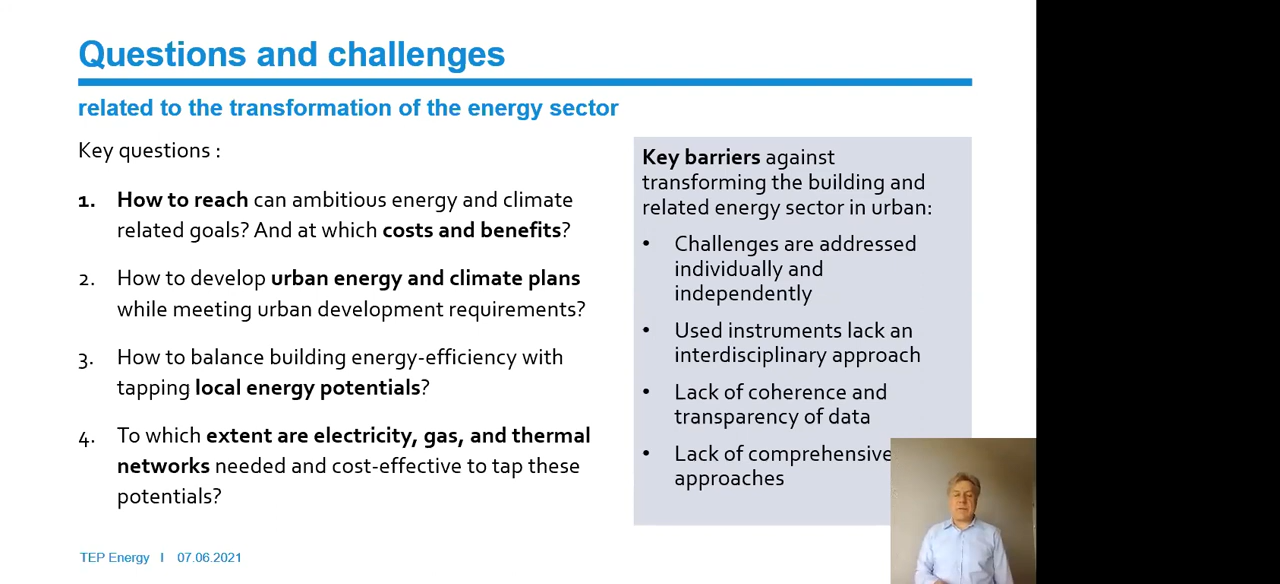 Questions and challenges
related to the transformation of the energy sector
Key questions :
1. How to reach can ambitious energy and climate
related goals? And at which costs and benefits?
2. How to develop urban energy and climate plans
while meeting urban development requirements?
3. How to balance building energy-efficiency with
tapping local energy potentials?
4. To which extent are electricity, gas, and thermal
networks needed and cost-effective to tap these
potentials?
Key barriers against
transforming the building and
related energy sector in urban:
• Challenges are addressed
individually and
independently
• Used instruments lack an
interdisciplinary approach
• Lack of coherence and
transparency of data
• Lack of comprehensive
approaches
TEP Energy I 07.06.2021